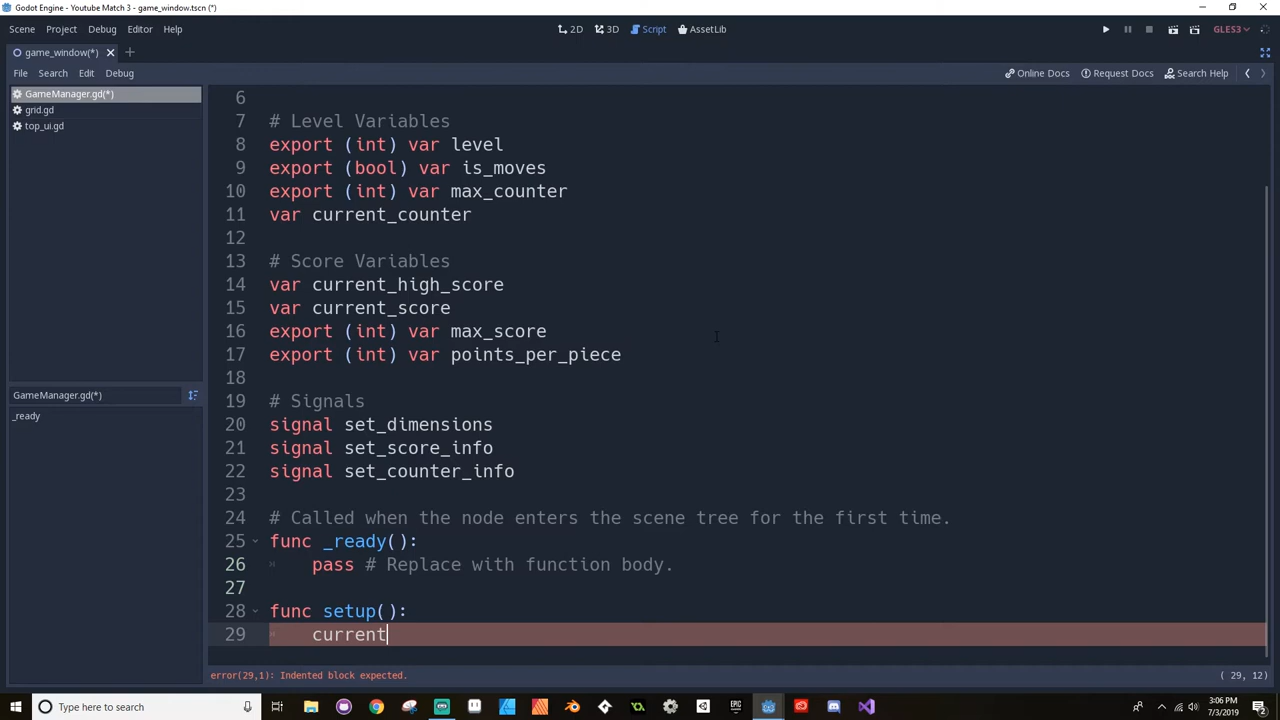 Godot Engine - Youtube Match 3 - game_window.tscn (*)
Scene Project Debug Editor Help
2D 3D Script AssetLib
GLES3
game_window(*)
File Search Edit Debug
Online Docs Request Docs Search Help
GameManager.gd(*)
grid.gd
top_ui.gd
GameManager.gd(*)
_ready
6
7 # Level Variables
8 export (int) var level
9 export (bool) var is_moves
10 export (int) var max_counter
11 var current_counter
12
13 # Score Variables
14 var current_high_score
15 var current_score
16 export (int) var max_score
17 export (int) var points_per_piece
18
19 # Signals
20 signal set_dimensions
21 signal set_score_info
22 signal set_counter_info
23
24 # Called when the node enters the scene tree for the first time.
25 func _ready():
26 pass # Replace with function body.
27
28 func setup():
29 current
error(29,1): Indented block expected.
( 29, 12)
Type here to search
EPIC
3:06 PM
7/3/2019
2